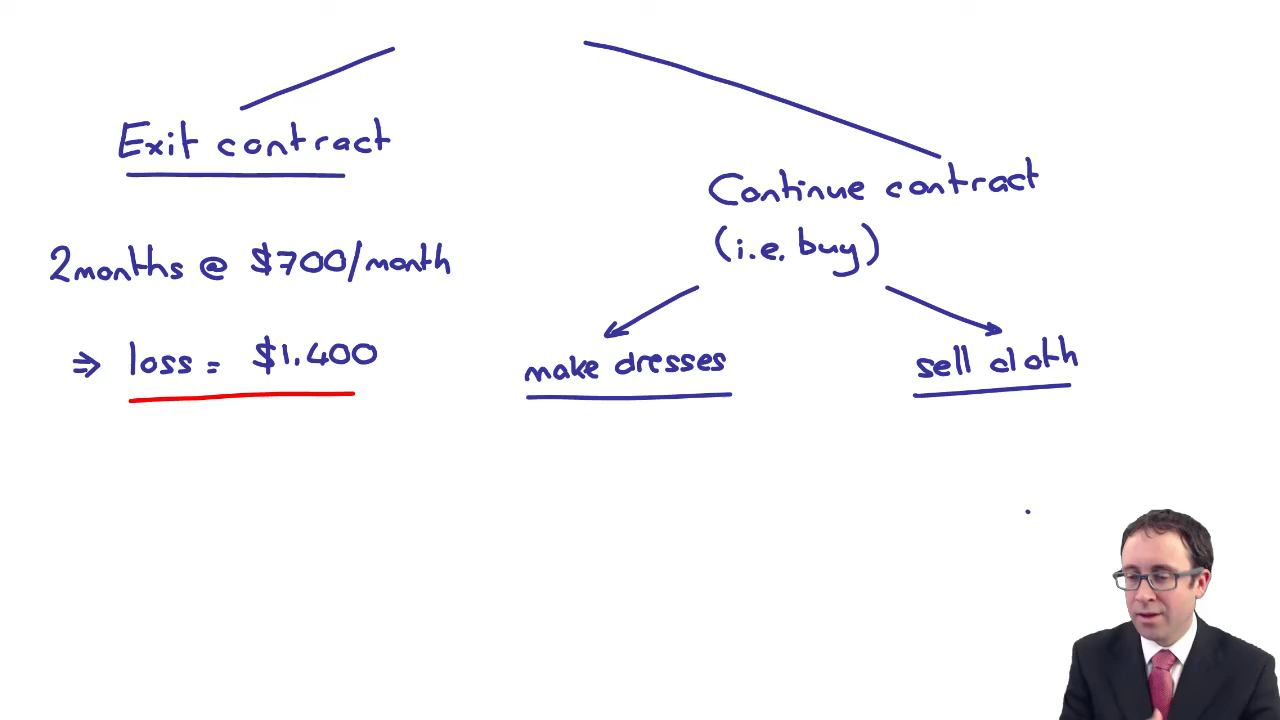 Exit contract
2months @ $700/month
⇒ loss = $1.400
Continue contract
(i.e. buy)
make dresses
sell cloth